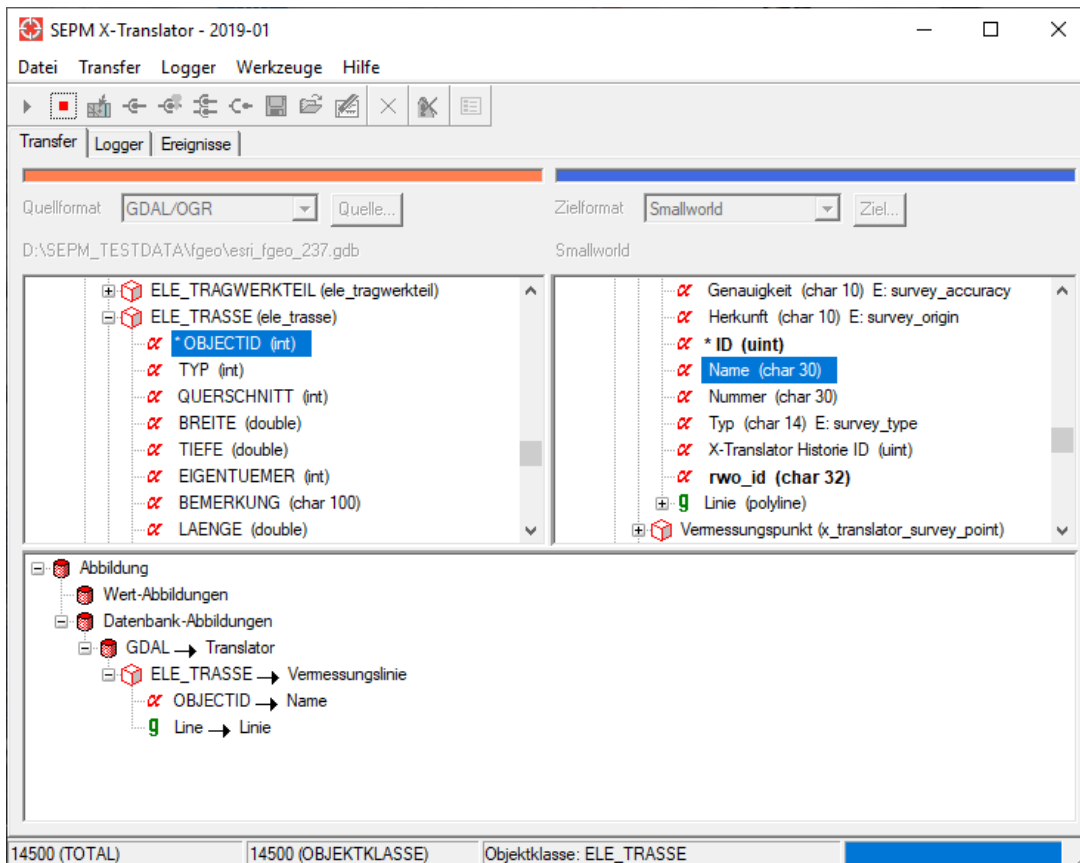 SEPM X-Translator - 2019-01
Datei Transfer Logger Werkzeuge Hilfe
Transfer Logger Ereignisse
Quellformat GDAL/OGR Quelle... Zielformat Smallworld Ziel...
D:\SEPM_TESTDATA\fgeo\esri_fgeo_237.gdb Smallworld
ELE_TRAGWERKTEIL (ele_tragwerkteil)
ELE_TRASSE (ele_trasse)
* OBJECTID (int)
TYP (int)
QUERSCHNITT (int)
BREITE (double)
TIEFE (double)
EIGENTUEMER (int)
BEMERKUNG (char 100)
LAENGE (double)
Genauigkeit (char 10) E: survey_accuracy
Herkunft (char 10) E: survey_origin
* ID (uint)
Name (char 30)
Nummer (char 30)
Typ (char 14) E: survey_type
X-Translator Historie ID (uint)
rwo_id (char 32)
g Linie (polyline)
Vermessungspunkt (x_translator_survey_point)
Abbildung
Wert-Abbildungen
Datenbank-Abbildungen
GDAL → Translator
ELE_TRASSE → Vermessungslinie
α OBJECTID → Name
g Line → Linie
14500 (TOTAL) 14500 (OBJEKTKLASSE) Objektklasse: ELE_TRASSE